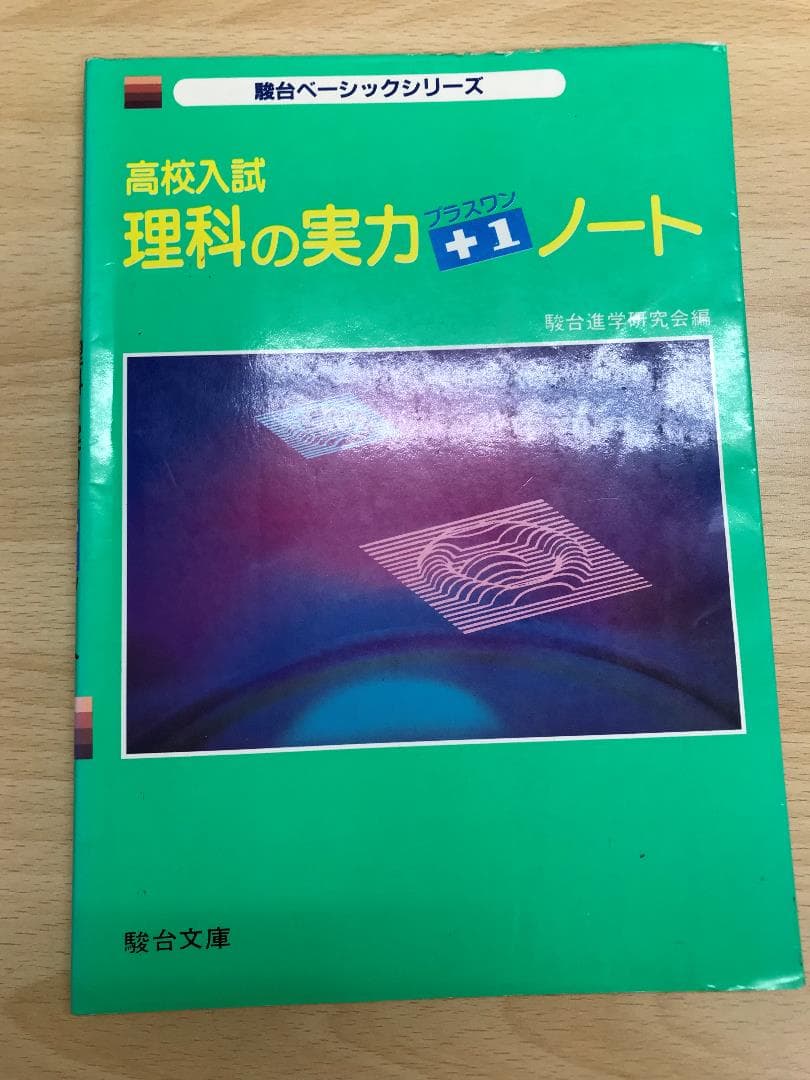 駿台ベーシックシリーズ
高校入試
プラスワン
理科の実力+1ノート
駿台進学研究会編
駿台文庫